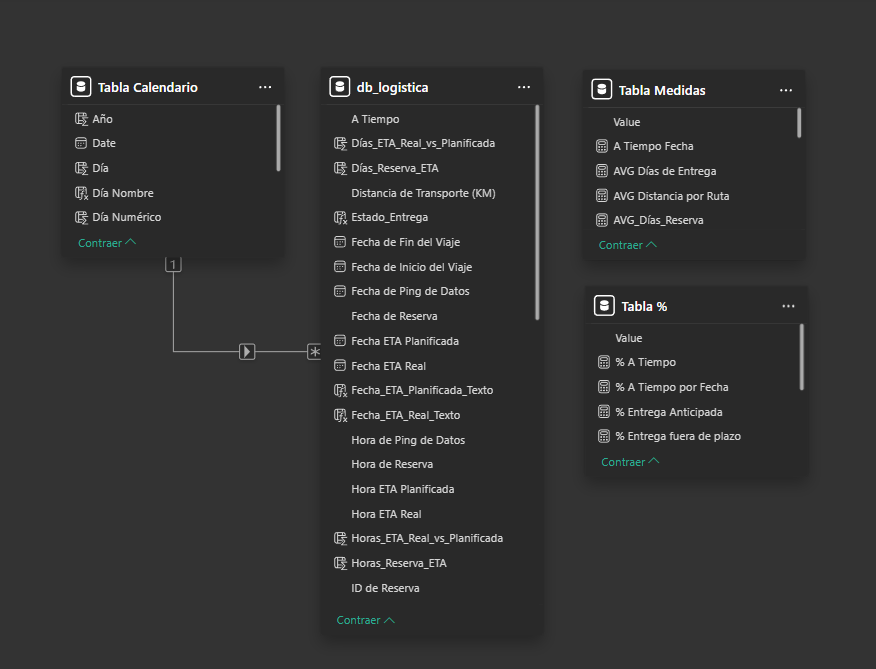 Tabla Calendario
Año
Date
Día
Día Nombre
Día Numérico
Contraer
1
db_logistica
A Tiempo
Días_ETA_Real_vs_Planificada
Días_Reserva_ETA
Distancia de Transporte (KM)
Estado_Entrega
Fecha de Fin del Viaje
Fecha de Inicio del Viaje
Fecha de Ping de Datos
Fecha de Reserva
Fecha ETA Planificada
Fecha ETA Real
Fecha_ETA_Planificada_Texto
Fecha_ETA_Real_Texto
Hora de Ping de Datos
Hora de Reserva
Hora ETA Planificada
Hora ETA Real
Horas_ETA_Real_vs_Planificada
Horas_Reserva_ETA
ID de Reserva
Contraer
Tabla Medidas
Value
A Tiempo Fecha
AVG Días de Entrega
AVG Distancia por Ruta
AVG_Días_Reserva
Contraer
Tabla %
Value
% A Tiempo
% A Tiempo por Fecha
% Entrega Anticipada
% Entrega fuera de plazo
Contraer